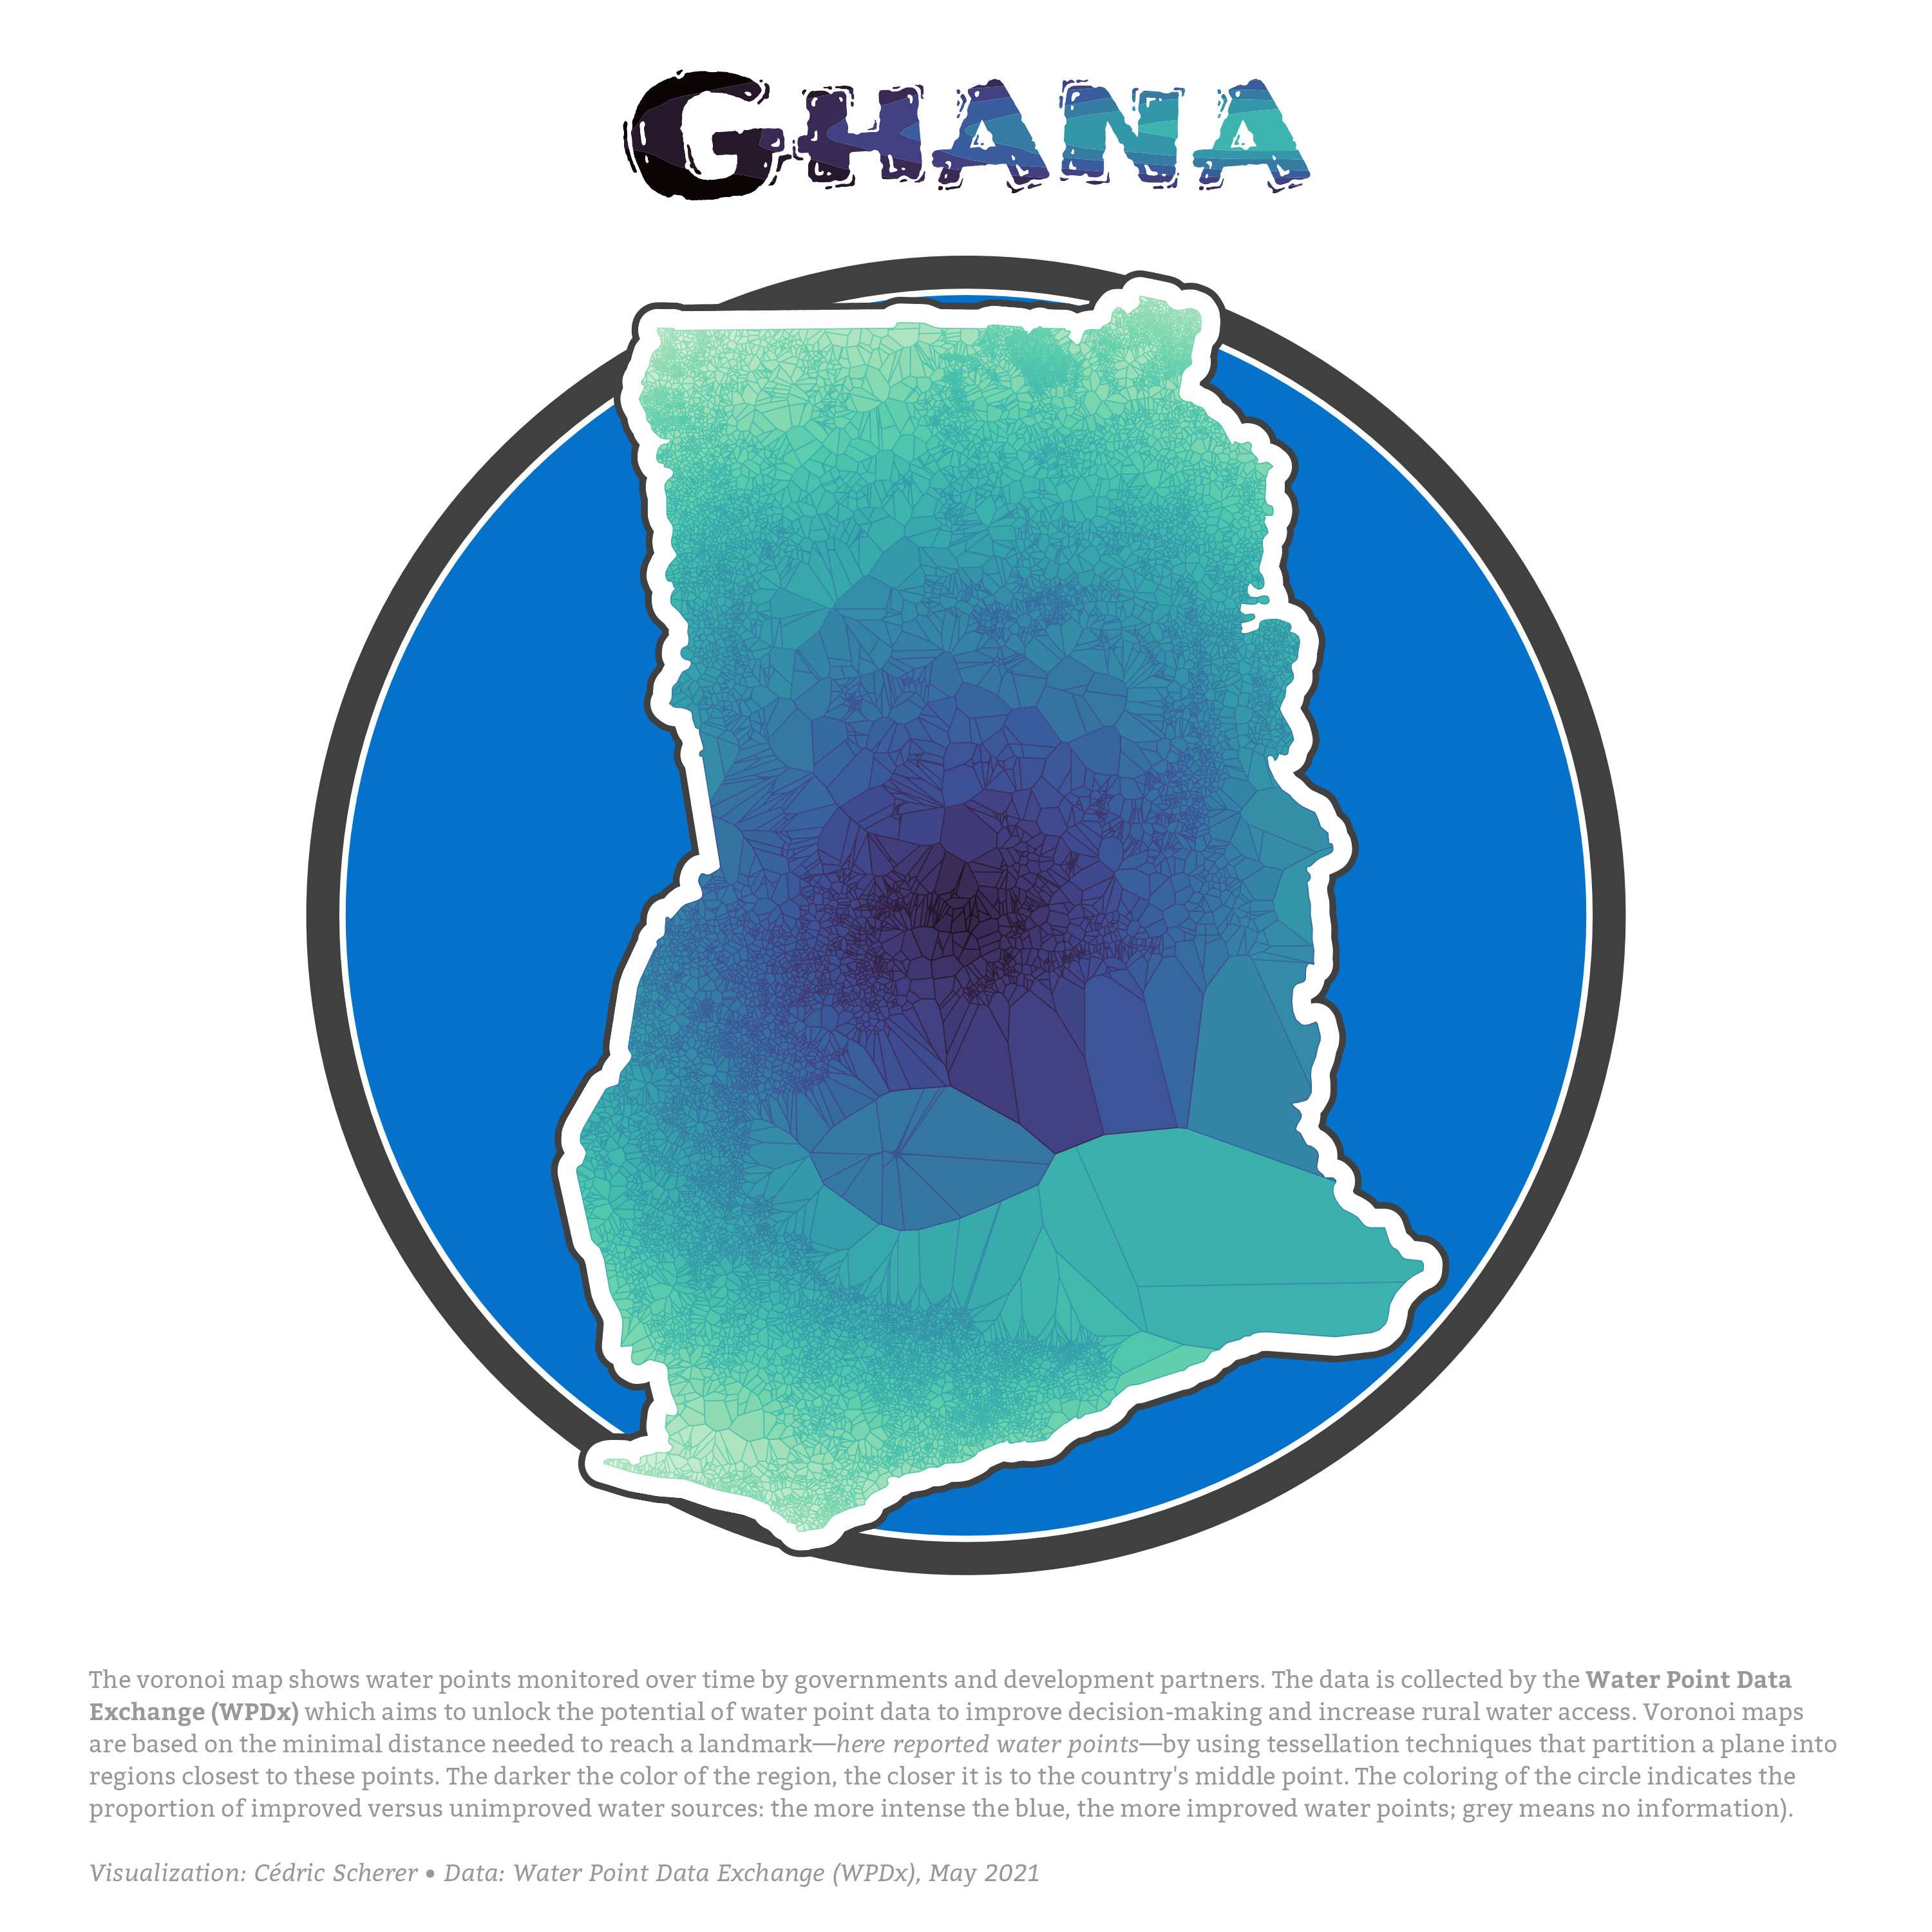 GHANA
The voronoi map shows water points monitored over time by governments and development partners. The data is collected by the Water Point Data
Exchange (WPDx) which aims to unlock the potential of water point data to improve decision-making and increase rural water access. Voronoi maps
are based on the minimal distance needed to reach a landmark—here reported water points—by using tessellation techniques that partition a plane into
regions closest to these points. The darker the color of the region, the closer it is to the country's middle point. The coloring of the circle indicates the
proportion of improved versus unimproved water sources: the more intense the blue, the more improved water points; grey means no information).
Visualization: Cédric Scherer • Data: Water Point Data Exchange (WPDx), May 2021